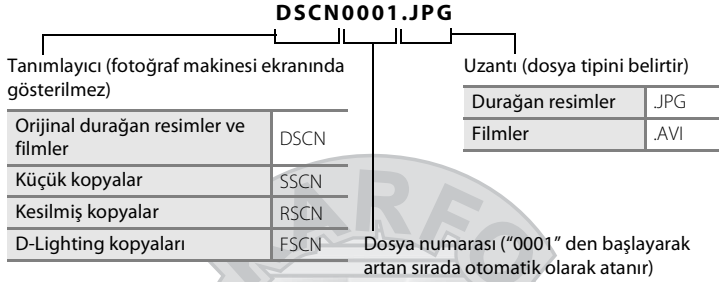 DSCN0001.JPG
Tanımlayıcı (fotoğraf makinesi ekranında
gösterilmez)
Orijinal durağan resimler ve
filmler
DSCN
Küçük kopyalar SSCN
Kesilmiş kopyalar RSCN
D-Lighting kopyaları FSCN
Uzantı (dosya tipini belirtir)
Durağan resimler .JPG
Filmler .AVI
Dosya numarası (“0001” den başlayarak
artan sırada otomatik olarak atanır)